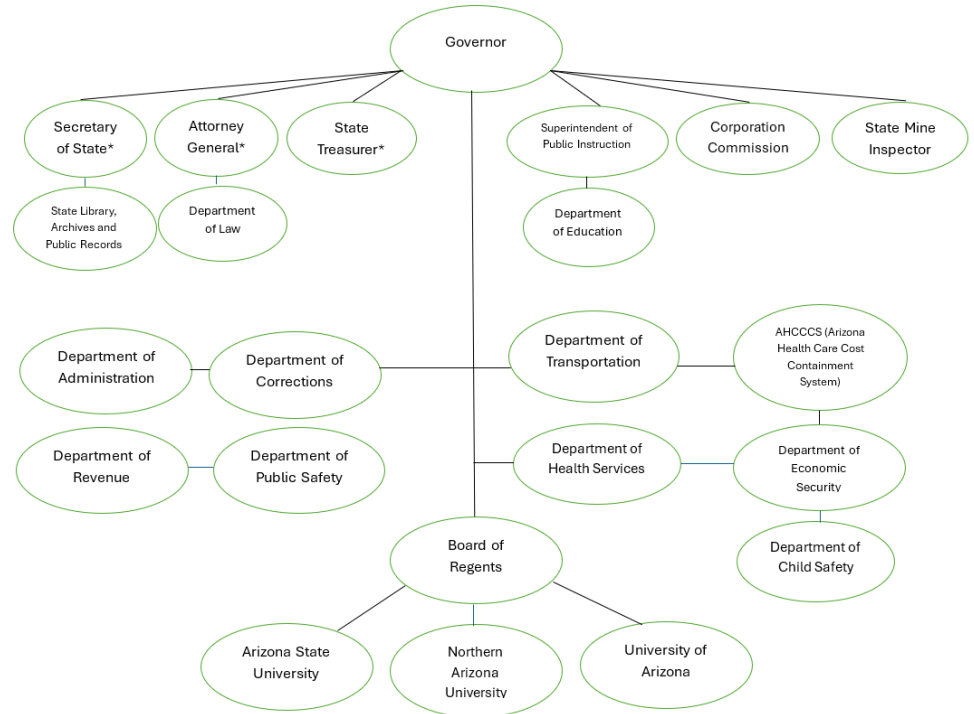 Governor
Secretary
of State*
Attorney
General*
State
Treasurer*
Superintendent of
Public Instruction
Corporation
Commission
State Mine
Inspector
State Library,
Archives and
Public Records
Department
of Law
Department
of Education
Department of
Administration
Department of
Corrections
Department of
Transportation
AHCCCS (Arizona
Health Care Cost
Containment
System)
Department of
Revenue
Department of
Public Safety
Department of
Health Services
Department of
Economic
Security
Board of
Regents
Department of
Child Safety
Arizona State
University
Northern
Arizona
University
University of
Arizona